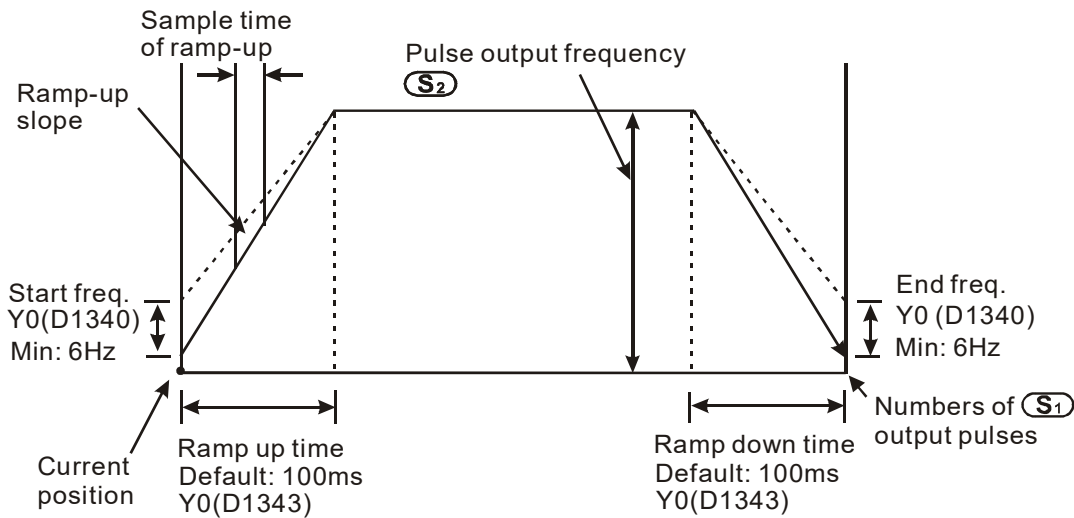 Sample time
of ramp-up
Pulse output frequency
S2
Ramp-up
slope
Start freq.
Y0(D1340)
Min: 6Hz
End freq.
Y0 (D1340)
Min: 6Hz
Current
position
Ramp up time
Default: 100ms
Y0(D1343)
Ramp down time
Default: 100ms
Y0(D1343)
Numbers of S1
output pulses